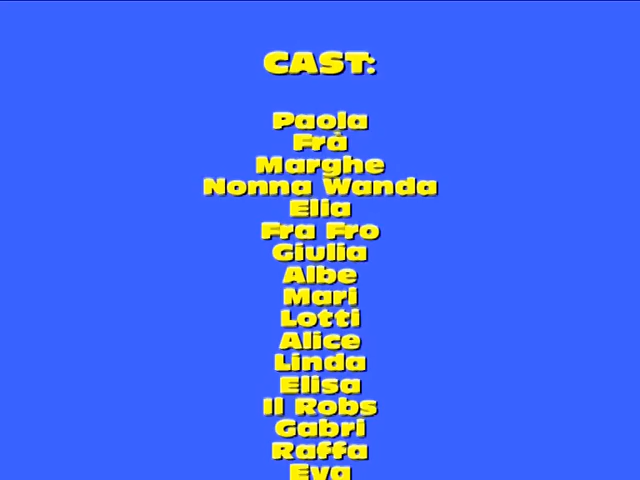 CAST:
Paola
Frà
Marghe
Nonna Wanda
Elia
Fra Fro
Giulia
Albe
Mari
Lotti
Alice
Linda
Elisa
Il Robs
Gabri
Raffa
Eva